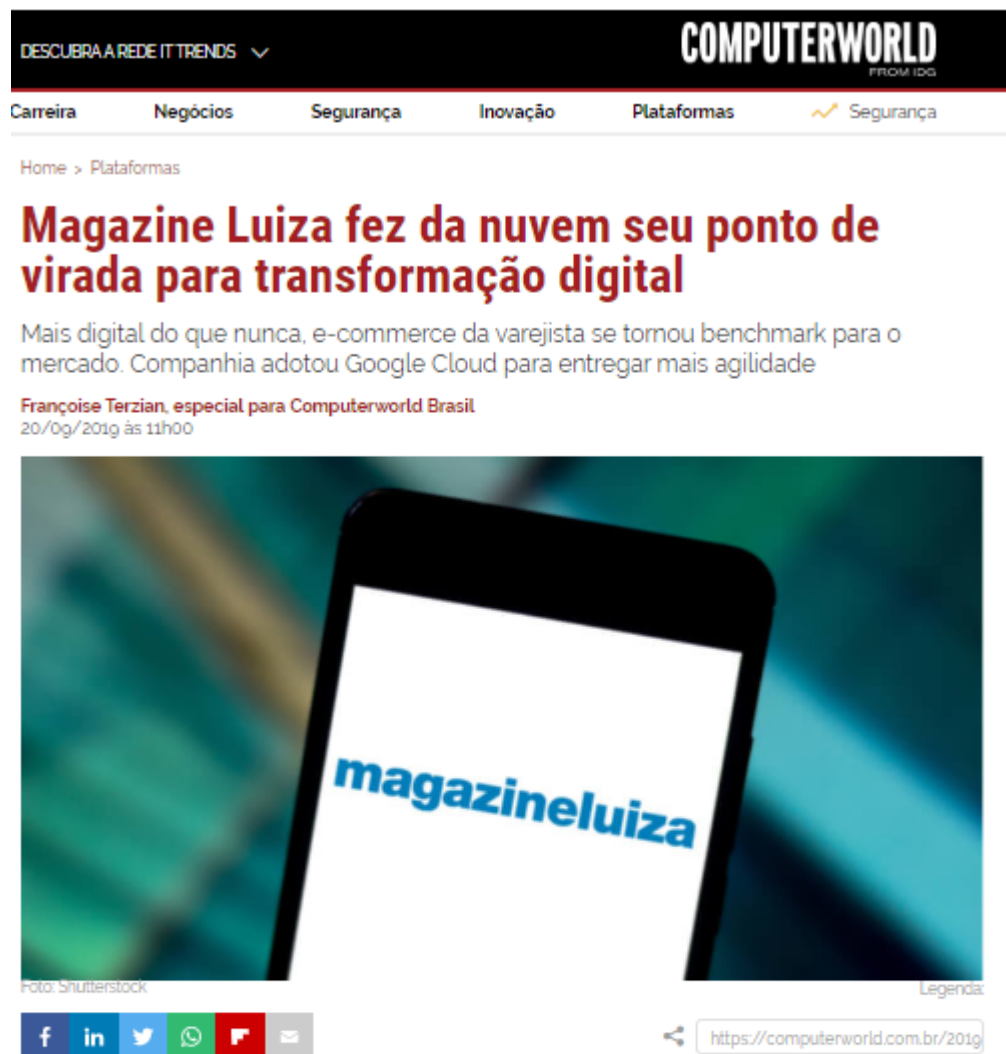 DESCUBRA A REDE IT TRENDS
COMPUTERWORLD
FROM IDG
Carreira Negócios Segurança Inovação Plataformas Segurança
Home > Plataformas
Magazine Luiza fez da nuvem seu ponto de
virada para transformação digital
Mais digital do que nunca, e-commerce da varejista se tornou benchmark para o
mercado. Companhia adotou Google Cloud para entregar mais agilidade
Françoise Terzian, especial para Computerworld Brasil
20/09/2019 às 11h00
magazineluiza
Foto: Shutterstock Legenda:
https://computerworld.com.br/2019